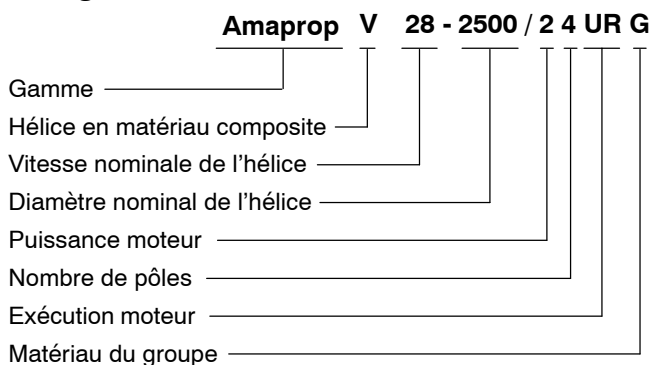 Amaprop V 28 - 2500 / 2 4 UR G
Gamme
Hélice en matériau composite
Vitesse nominale de l'hélice
Diamètre nominal de l'hélice
Puissance moteur
Nombre de pôles
Exécution moteur
Matériau du groupe